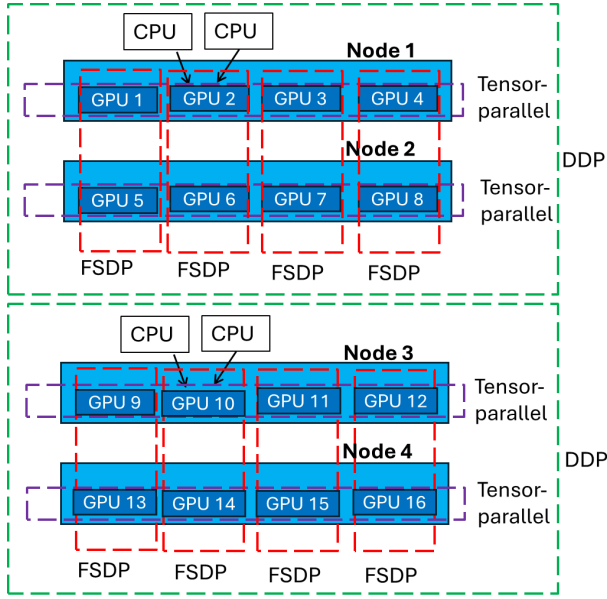 CPU CPU
Node 1
GPU 1 GPU 2 GPU 3 GPU 4
Tensor-
parallel
Node 2
GPU 5 GPU 6 GPU 7 GPU 8
Tensor-
parallel
DDP
FSDP FSDP FSDP FSDP
CPU CPU
Node 3
GPU 9 GPU 10 GPU 11 GPU 12
Tensor-
parallel
Node 4
GPU 13 GPU 14 GPU 15 GPU 16
Tensor-
parallel
DDP
FSDP FSDP FSDP FSDP